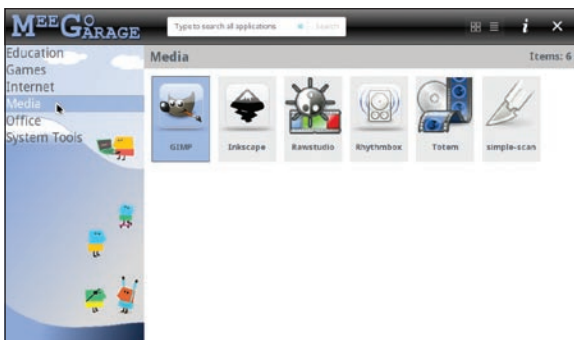 MeeGo Garage
Type to search all applications
Search
i
Education
Games
Internet
Media
Office
System Tools
Media
Items: 6
GIMP
Inkscape
Rawstudio
Rhythmbox
Totem
simple-scan